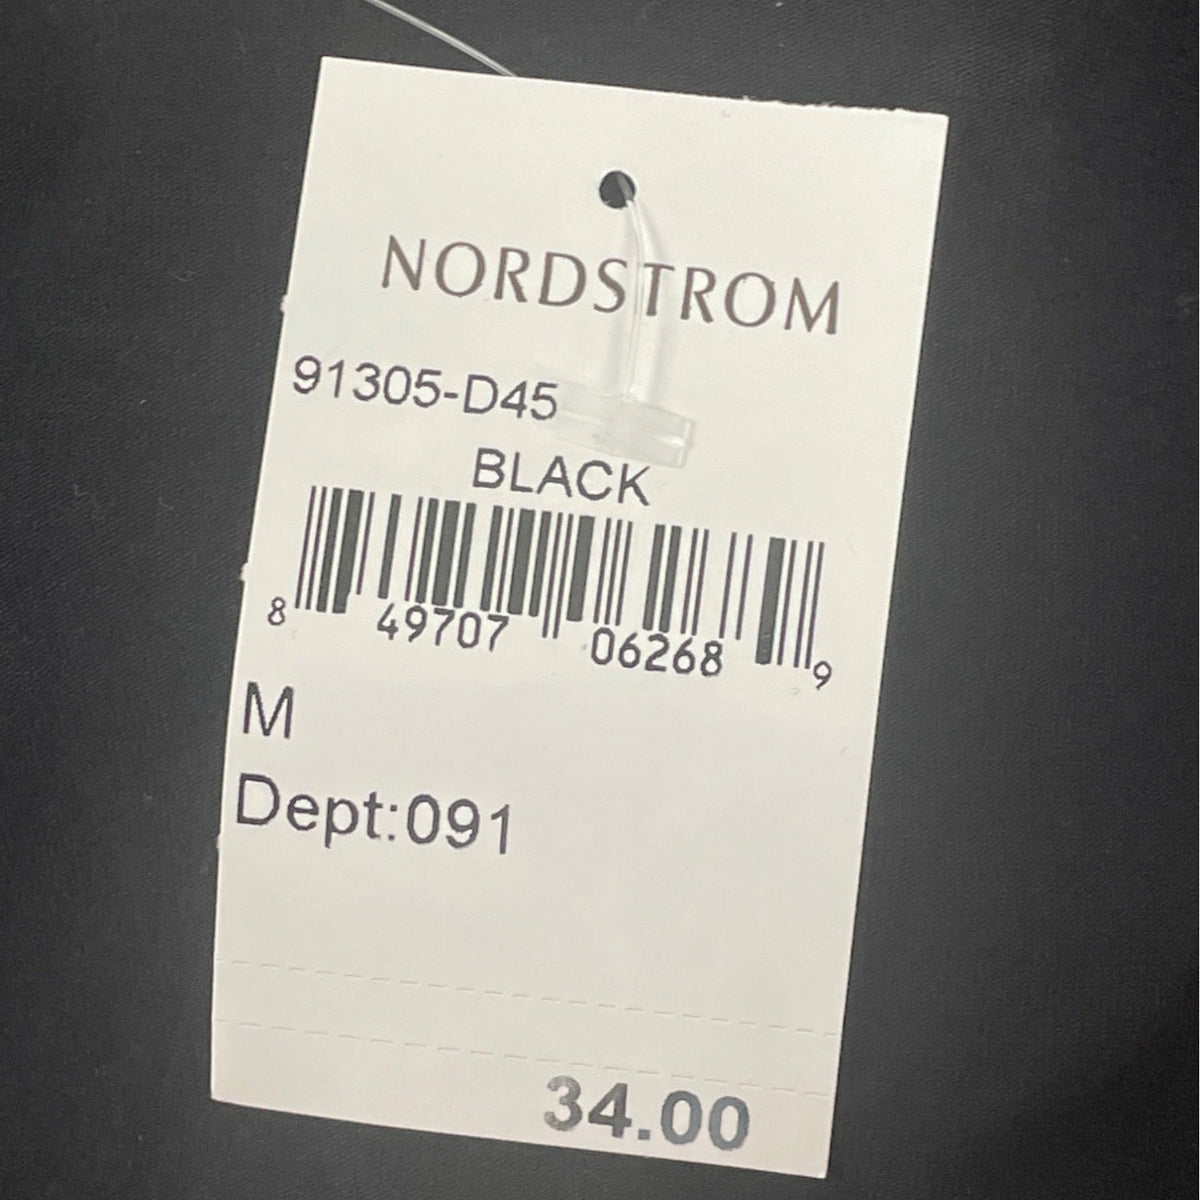 NORDSTROM
91305-D45
BLACK
8 49707 06268 9
M
Dept:091
34.00